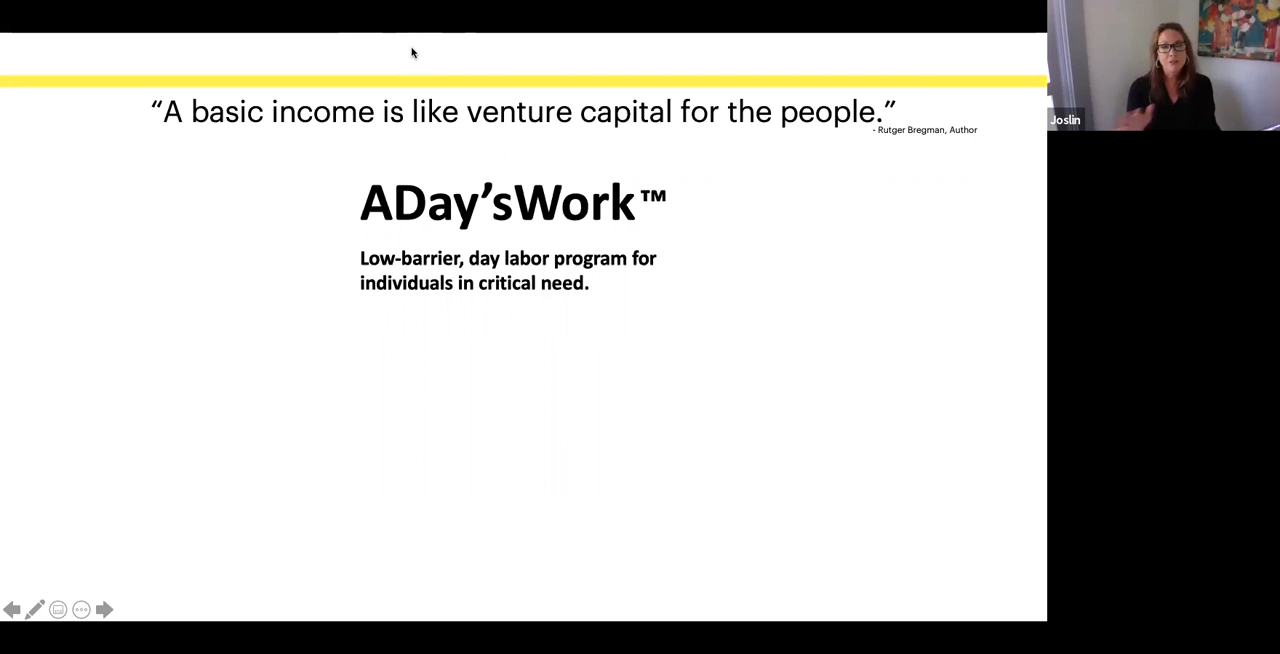 “A basic income is like venture capital for the people.”
- Rutger Bregman, Author
Joslin
ADay’sWork™
Low-barrier, day labor program for
individuals in critical need.